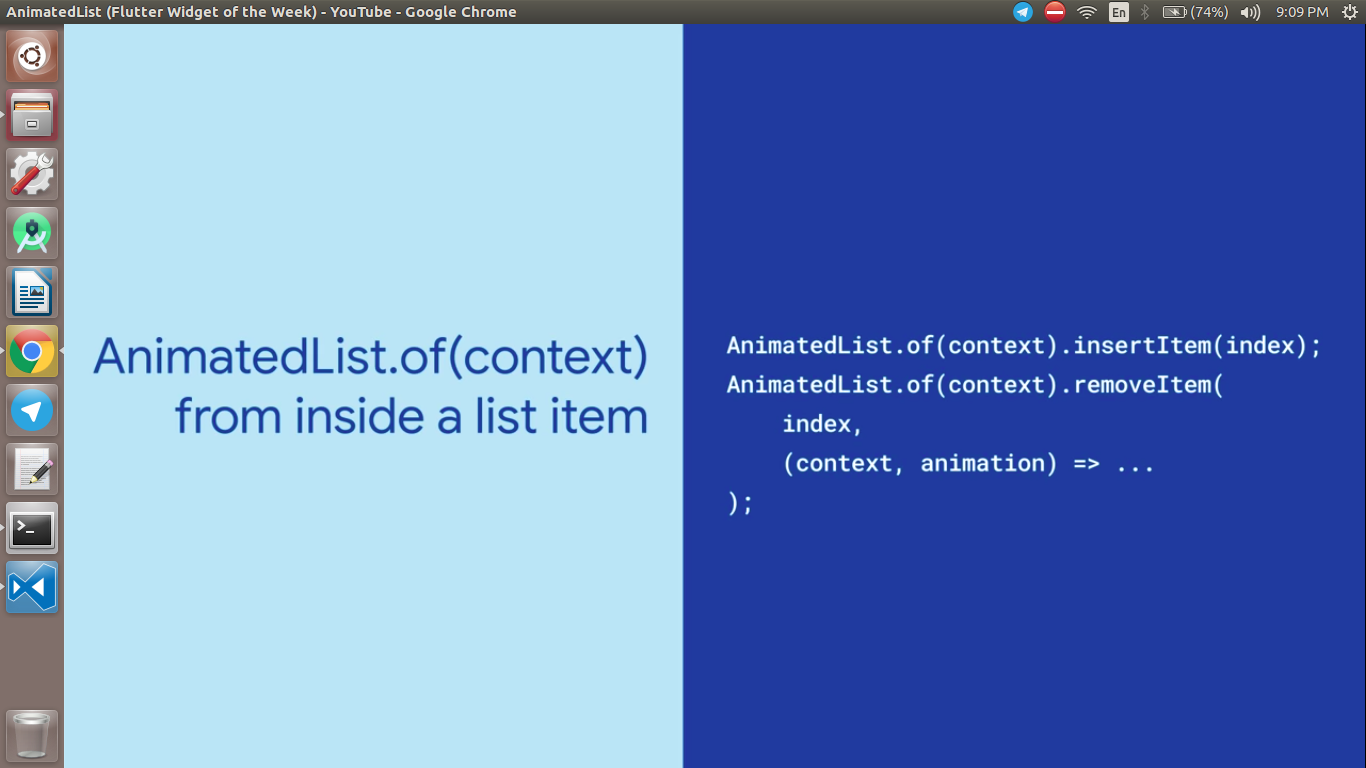 AnimatedList (Flutter Widget of the Week) - YouTube - Google Chrome
En
(74%)
9:09 PM
AnimatedList.of(context)
from inside a list item
AnimatedList.of(context).insertItem(index);
AnimatedList.of(context).removeItem(
    index,
    (context, animation) => ...
);